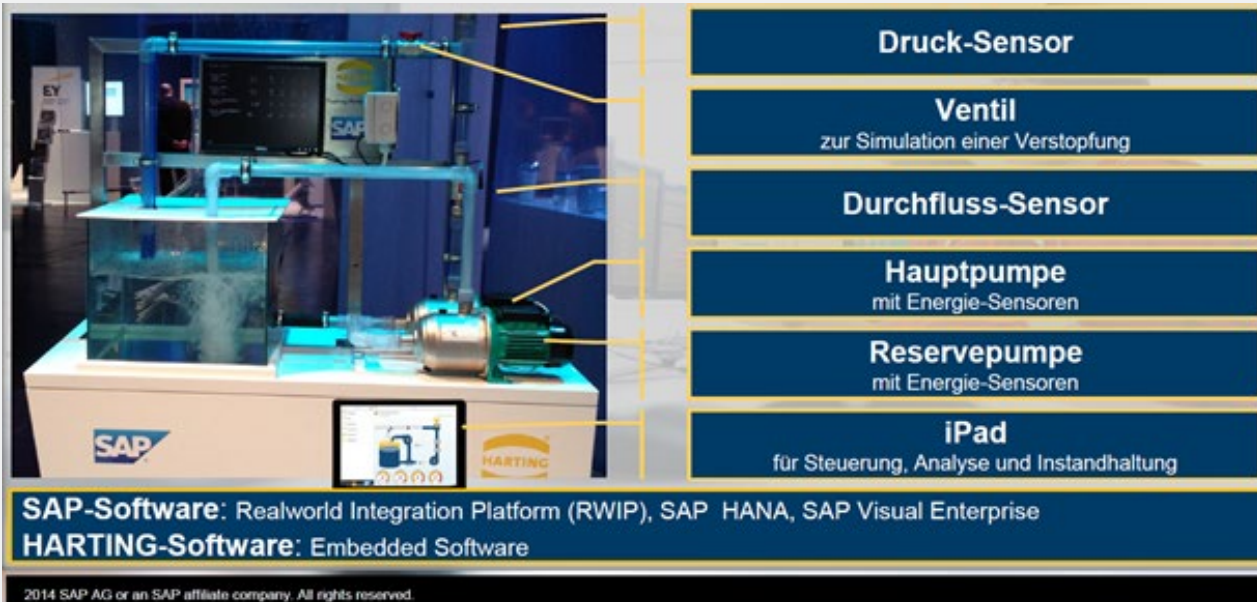 Druck-Sensor
Ventil
zur Simulation einer Verstopfung
Durchfluss-Sensor
Hauptpumpe
mit Energie-Sensoren
Reservepumpe
mit Energie-Sensoren
iPad
für Steuerung, Analyse und Instandhaltung
EY
HARTING
SAP
SAP
HARTING
SAP-Software: Realworld Integration Platform (RWIP), SAP HANA, SAP Visual Enterprise
HARTING-Software: Embedded Software
2014 SAP AG or an SAP affiliate company. All rights reserved.